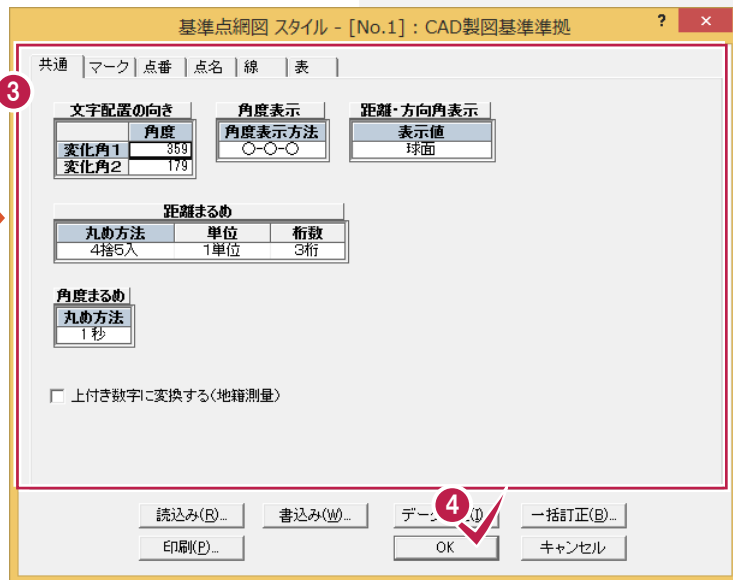 基準点網図 スタイル - [No.1]：CAD製図基準準拠 ? ×
共通 マーク 点番 点名 線 表
3
文字配置の向き 角度表示 距離・方向角表示
角度 角度表示方法 表示値
変化角1 359 ○-○-○ 球面
変化角2 179
距離まるめ
丸め方法 単位 桁数
4捨5入 1単位 3桁
角度まるめ
丸め方法
1秒
上付き数字に変換する(地籍測量)
4
読込み(R)... 書込み(W)... データ 一括訂正(B)...
印刷(P)... OK キャンセル